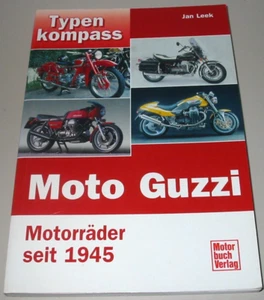 Jan Leek
Typen
kompass
Moto Guzzi
Motorräder
seit 1945
Motor
buch
Verlag